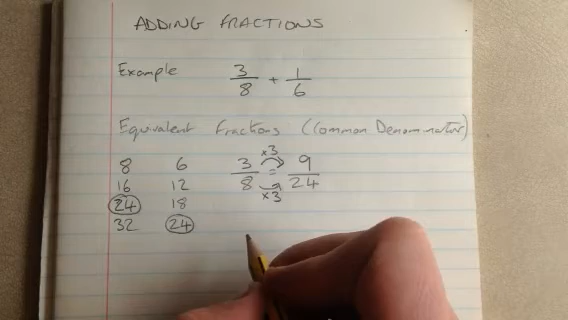 ADDING FRACTIONS
Example 3/8 + 1/6
Equivalent Fractions (Common Denominator)
8 6 3/8 ×3 = ×3 9/24
16 12
24 18
32 24